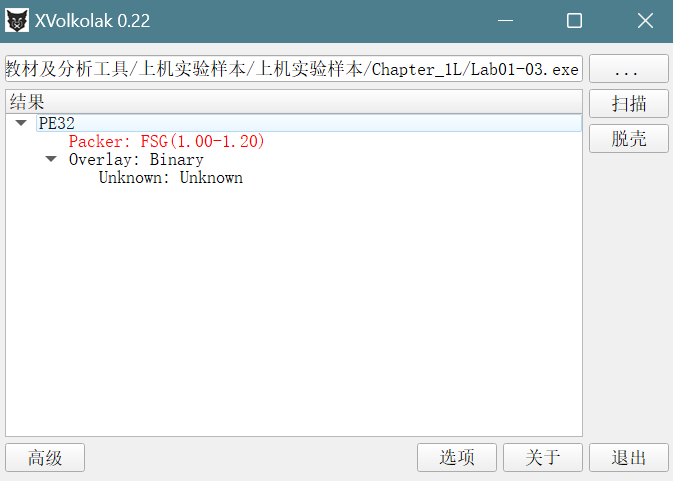 XVolkolak 0.22
教材及分析工具/上机实验样本/上机实验样本/Chapter_1L/Lab01-03.exe
...
结果
扫描
PE32
脱壳
Packer: FSG(1.00-1.20)
Overlay: Binary
Unknown: Unknown
高级
选项
关于
退出